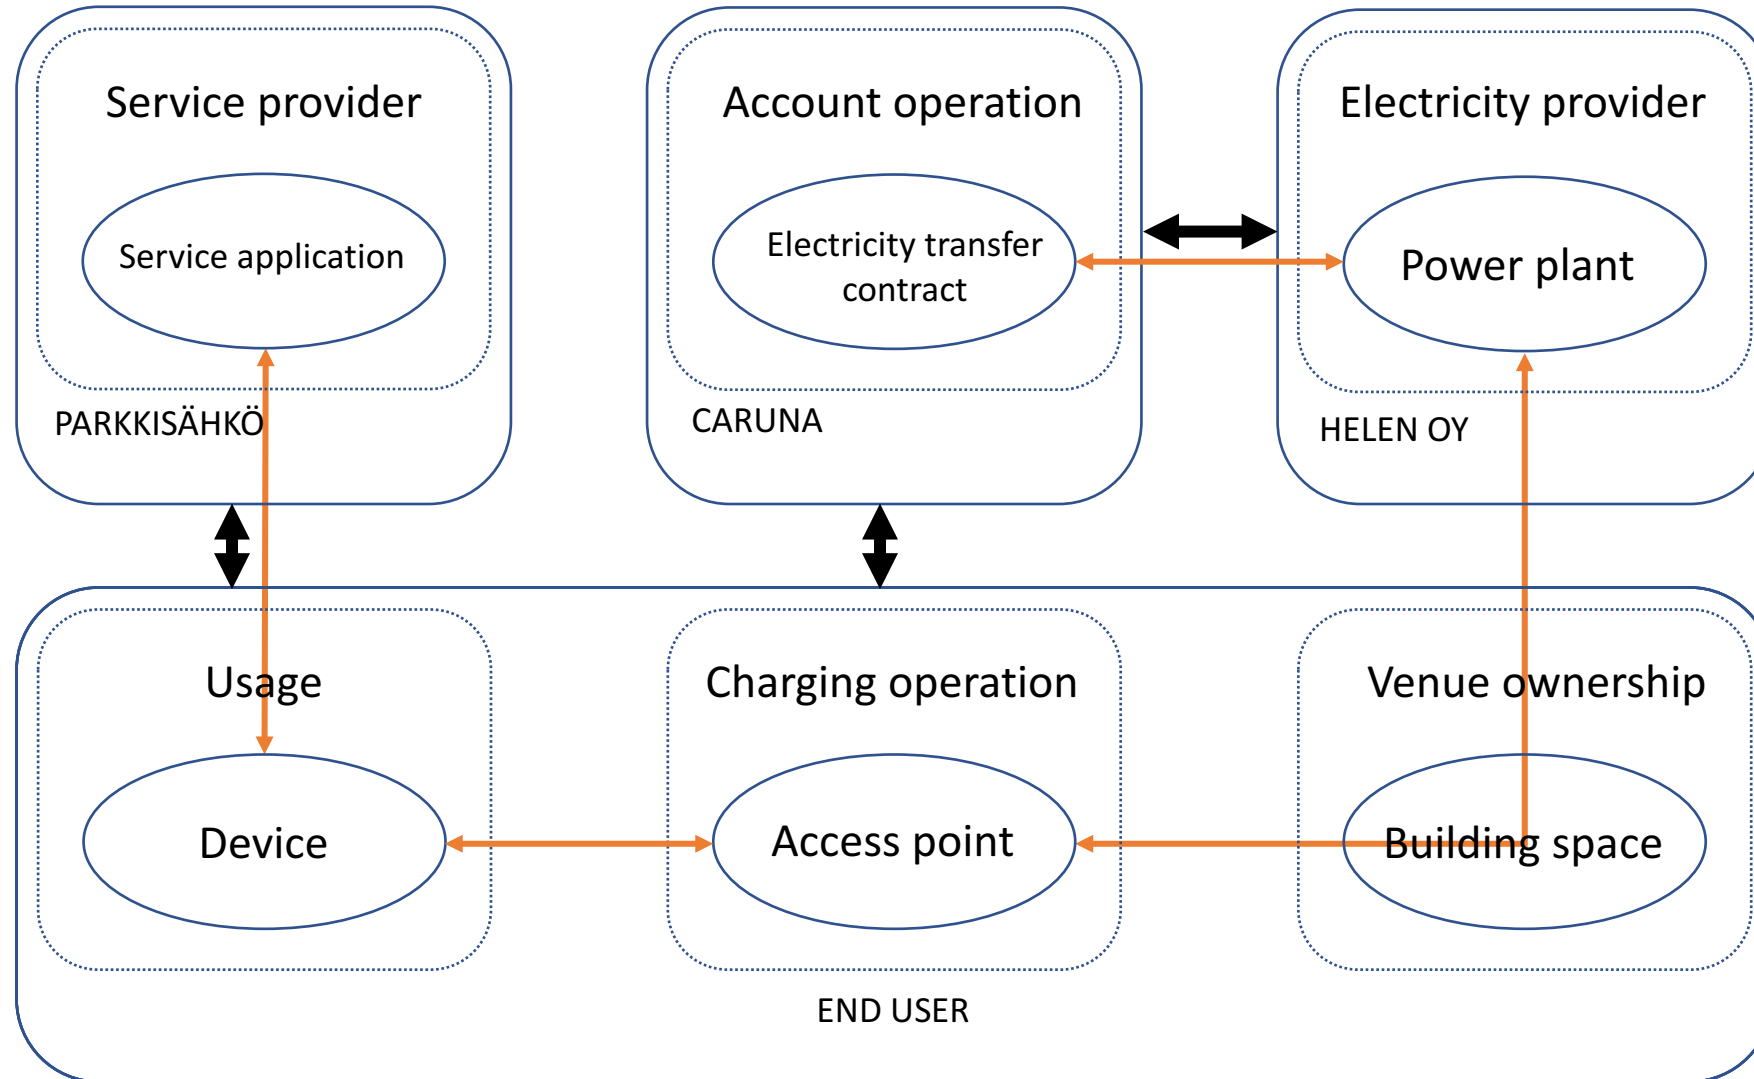 Service provider
Service application
PARKKISÄHKÖ
Account operation
Electricity transfer
contract
CARUNA
Electricity provider
Power plant
HELEN OY
Usage
Device
Charging operation
Access point
Venue ownership
Building space
END USER